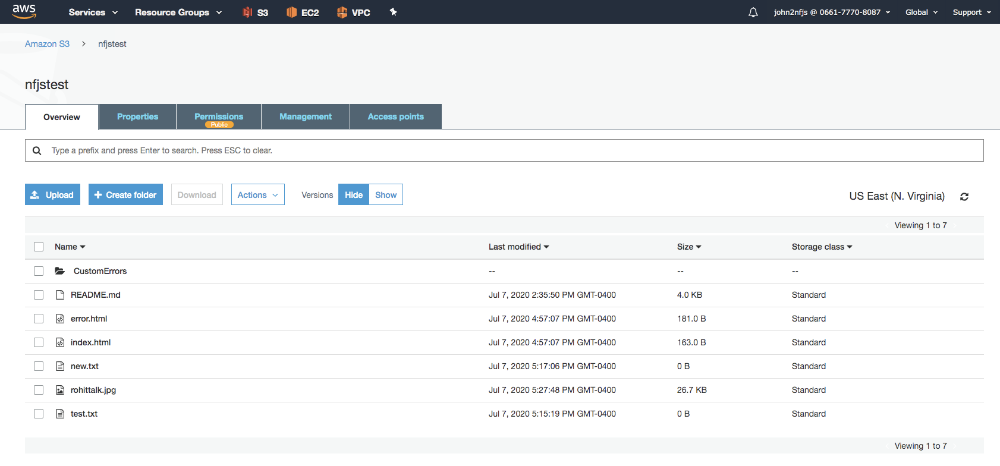 aws Services Resource Groups S3 EC2 VPC john2nfjs @ 0661-7770-8087 Global Support
Amazon S3 > nfjstest
nfjstest
Overview Properties Permissions Management Access points
Public
Type a prefix and press Enter to search. Press ESC to clear.
Upload Create folder Download Actions Versions Hide Show US East (N. Virginia)
Viewing 1 to 7
Name Last modified Size Storage class
CustomErrors -- -- --
README.md Jul 7, 2020 2:35:50 PM GMT-0400 4.0 KB Standard
error.html Jul 7, 2020 4:57:07 PM GMT-0400 181.0 B Standard
index.html Jul 7, 2020 4:57:07 PM GMT-0400 163.0 B Standard
new.txt Jul 7, 2020 5:17:06 PM GMT-0400 0 B Standard
rohittalk.jpg Jul 7, 2020 5:27:48 PM GMT-0400 26.7 KB Standard
test.txt Jul 7, 2020 5:15:19 PM GMT-0400 0 B Standard
Viewing 1 to 7